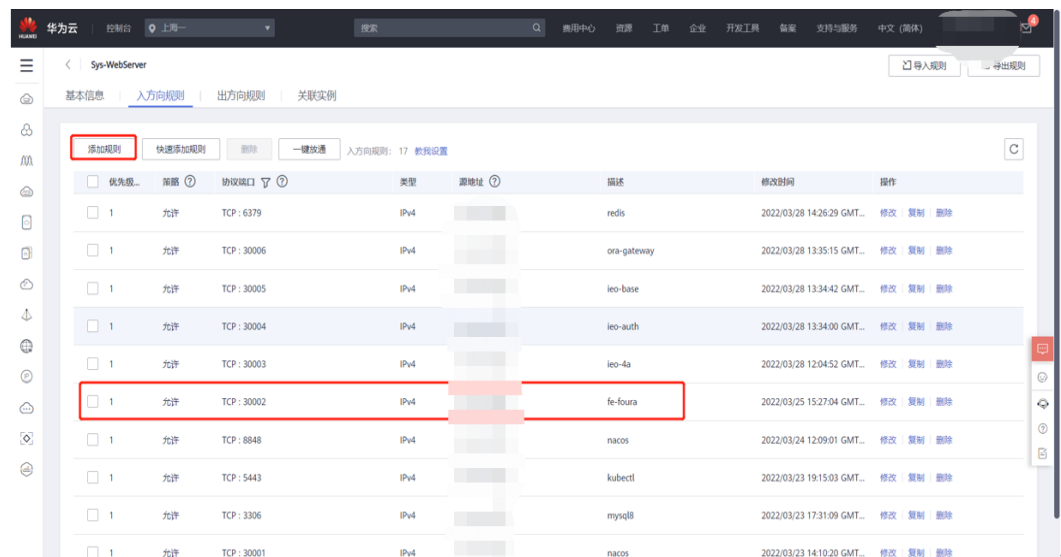 HUAWEI 华为云 控制台 上海一 搜索 费用中心 资源 工单 企业 开发工具 备案 支持与服务 中文 (简体) 4
Sys-WebServer 导入规则 导出规则
基本信息 入方向规则 出方向规则 关联实例
添加规则 快速添加规则 删除 一键放通 入方向规则: 17 教我设置
优先级... 策略 协议端口 类型 源地址 描述 修改时间 操作
1 允许 TCP : 6379 IPv4 redis 2022/03/28 14:26:29 GMT... 修改 复制 删除
1 允许 TCP : 30006 IPv4 ora-gateway 2022/03/28 13:35:15 GMT... 修改 复制 删除
1 允许 TCP : 30005 IPv4 ieo-base 2022/03/28 13:34:42 GMT... 修改 复制 删除
1 允许 TCP : 30004 IPv4 ieo-auth 2022/03/28 13:34:00 GMT... 修改 复制 删除
1 允许 TCP : 30003 IPv4 ieo-4a 2022/03/28 12:04:52 GMT... 修改 复制 删除
1 允许 TCP : 30002 IPv4 fe-foura 2022/03/25 15:27:04 GMT... 修改 复制 删除
1 允许 TCP : 8848 IPv4 nacos 2022/03/24 12:09:01 GMT... 修改 复制 删除
1 允许 TCP : 5443 IPv4 kubectl 2022/03/23 19:15:03 GMT... 修改 复制 删除
1 允许 TCP : 3306 IPv4 mysql8 2022/03/23 17:31:09 GMT... 修改 复制 删除
1 允许 TCP : 30001 IPv4 nacos 2022/03/23 14:10:20 GMT... 修改 复制 删除